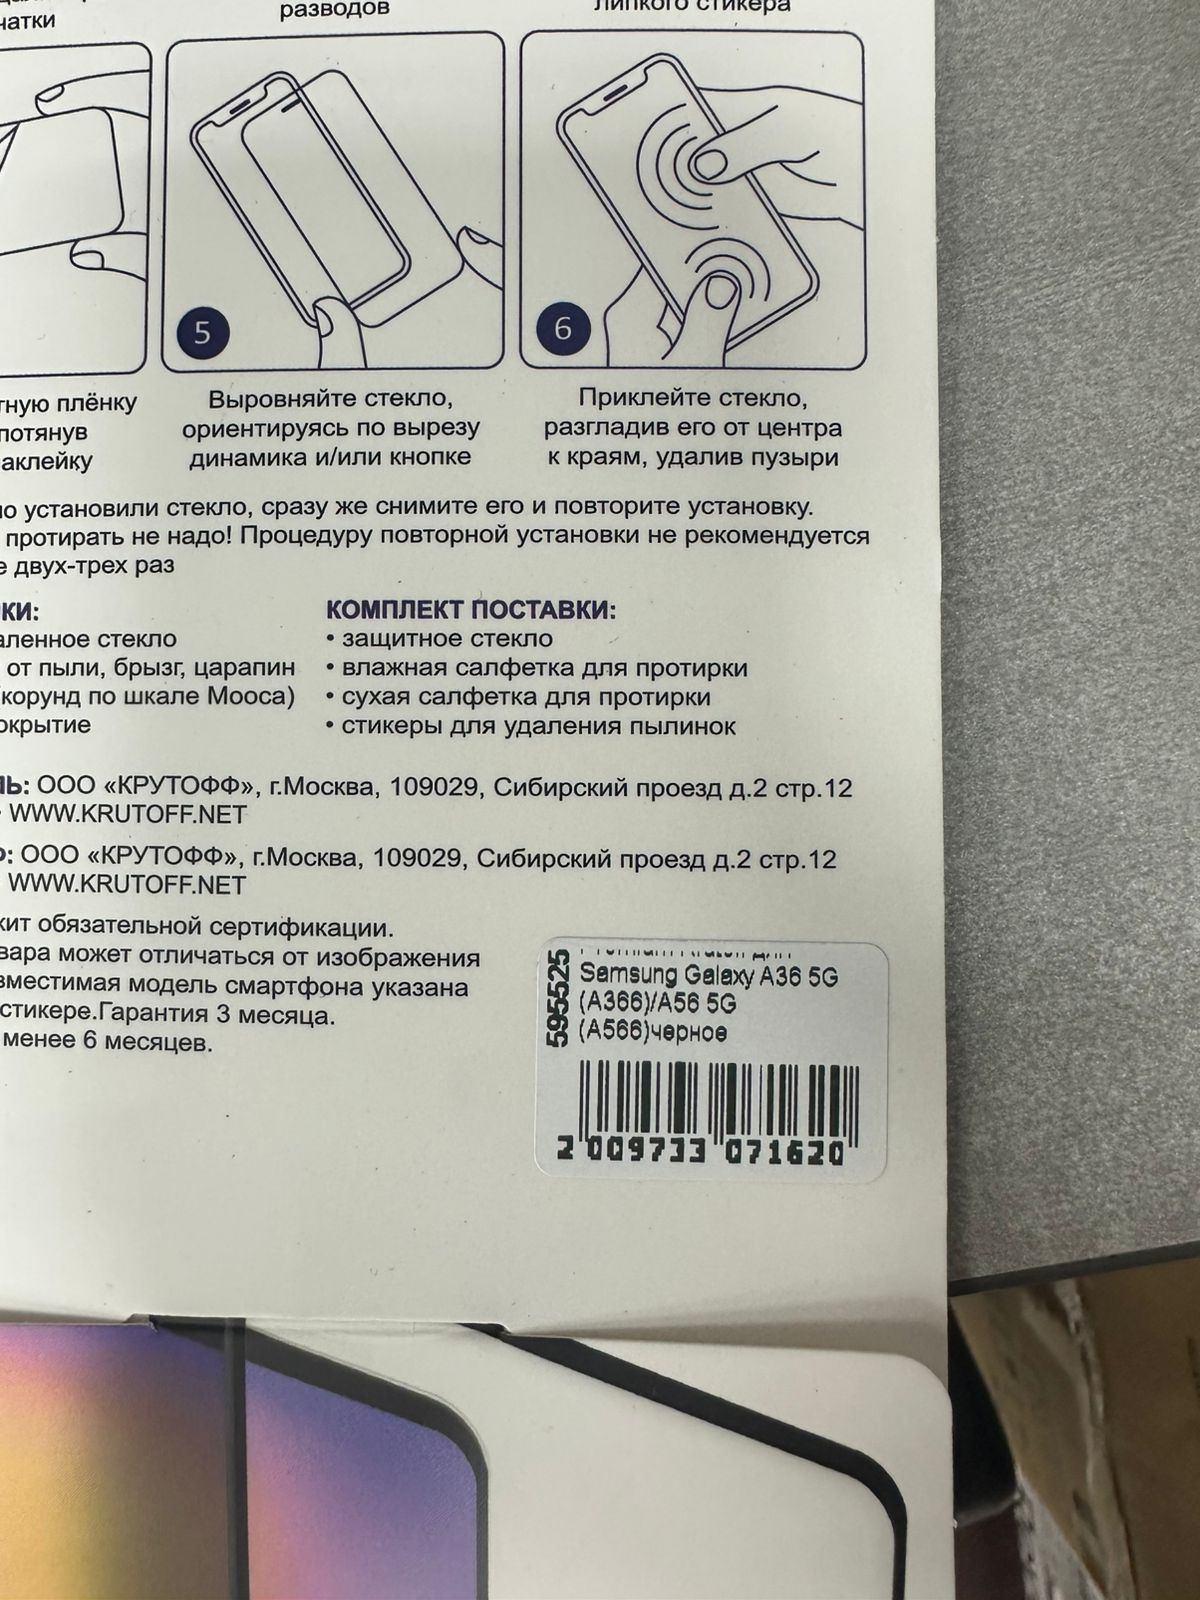 чатки
разводов
липкого стикера
5
6
тную плёнку
потянув
аклейку
Выровняйте стекло,
ориентируясь по вырезу
динамика и/или кнопке
Приклейте стекло,
разгладив его от центра
к краям, удалив пузыри
но установили стекло, сразу же снимите его и повторите установку.
протирать не надо! Процедуру повторной установки не рекомендуется
е двух-трех раз
КИ:
аленное стекло
от пыли, брызг, царапин
(корунд по шкале Мооса)
окрытие
КОМПЛЕКТ ПОСТАВКИ:
• защитное стекло
• влажная салфетка для протирки
• сухая салфетка для протирки
• стикеры для удаления пылинок
ЛЬ: ООО «КРУТОФФ», г.Москва, 109029, Сибирский проезд д.2 стр.12
WWW.KRUTOFF.NET
Р: ООО «КРУТОФФ», г.Москва, 109029, Сибирский проезд д.2 стр.12
WWW.KRUTOFF.NET
жит обязательной сертификации.
вара может отличаться от изображения
вместимая модель смартфона указана
стикере.Гарантия 3 месяца.
менее 6 месяцев.
595525
Samsung Galaxy A36 5G
(A366)/A56 5G
(A566)черное
2 009733 071620